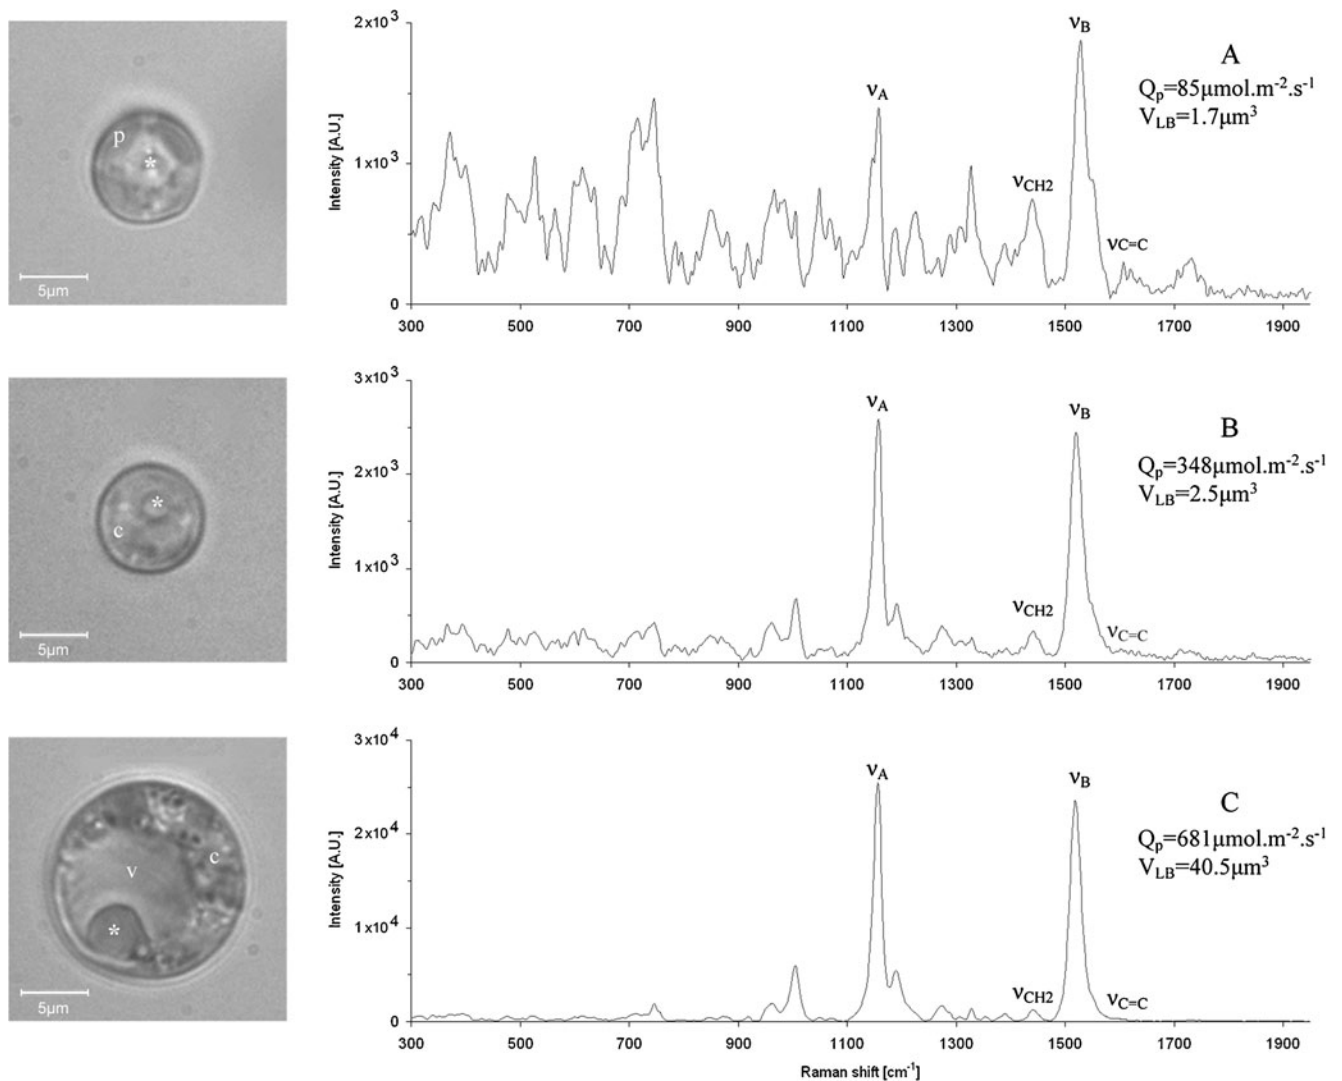 p
*
5µm
2x10³
1x10³
0
Intensity [A.U.]
300 500 700 900 1100 1300 1500 1700 1900
νA
νCH2
νB
νC=C
A
Qp=85µmol.m⁻².s⁻¹
VLB=1.7µm³
*
c
5µm
3x10³
2x10³
1x10³
0
Intensity [A.U.]
300 500 700 900 1100 1300 1500 1700 1900
νA
νCH2
νB
νC=C
B
Qp=348µmol.m⁻².s⁻¹
VLB=2.5µm³
c
v
*
5µm
3x10⁴
2x10⁴
1x10⁴
0
Intensity [A.U.]
300 500 700 900 1100 1300 1500 1700 1900
νA
νCH2
νB
νC=C
C
Qp=681µmol.m⁻².s⁻¹
VLB=40.5µm³
Raman shift [cm⁻¹]